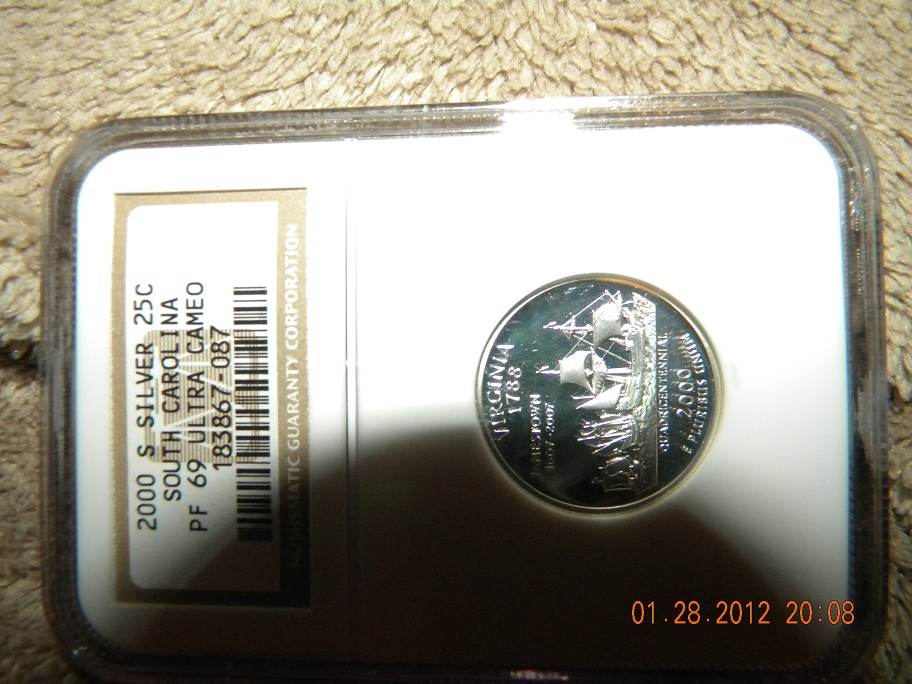 2000 S SILVER 25C
SOUTH CAROLINA
PF 69 ULTRA CAMEO
1838677-087
NUMISMATIC GUARANTY CORPORATION
VIRGINIA
1788
JAMESTOWN
1607-2007
QUADRICENTENNIAL
2000
E PLURIBUS UNUM
01.28.2012 20:08